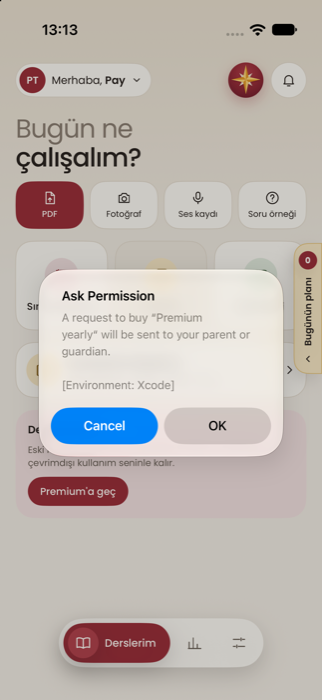 13:13
PT Merhaba, Pay
Bugün ne
çalışalım?
PDF
Fotoğraf
Ses kaydı
Soru örneği
0
Bugünün planı
Ask Permission
A request to buy “Premium
yearly” will be sent to your parent or
guardian.
[Environment: Xcode]
Cancel
OK
çevrimdışı kullanım seninle kalır.
Premium'a geç
Derslerim